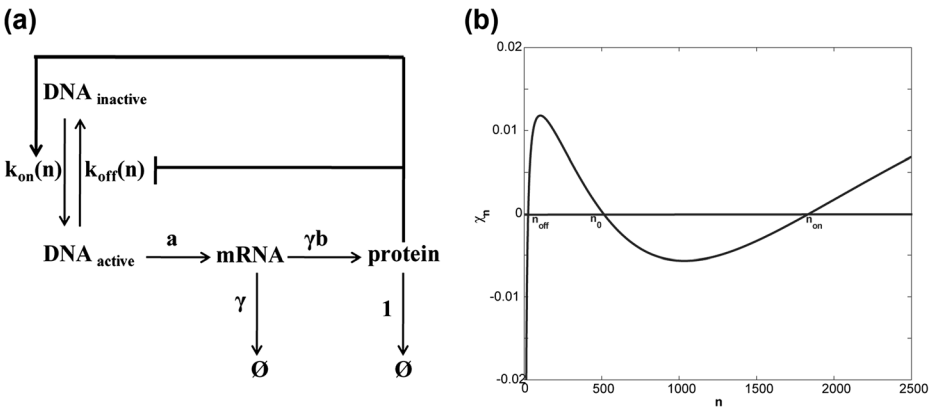 (a)
DNA inactive
kon(n) koff(n)
DNA active a mRNA γb protein
γ 1
Ø Ø
(b)
0.02
0.01
0
-0.01
-0.02
χn
noff n0 non
0 500 1000 1500 2000 2500
n